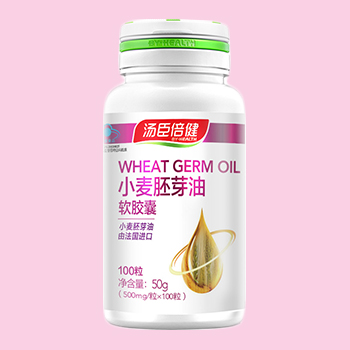 BY-HEALTH
汤臣倍健
BY-HEALTH
WHEAT GERM OIL
小麦胚芽油
软胶囊
小麦胚芽油
由法国进口
100粒
净含量：50g
（500mg/粒×100粒）